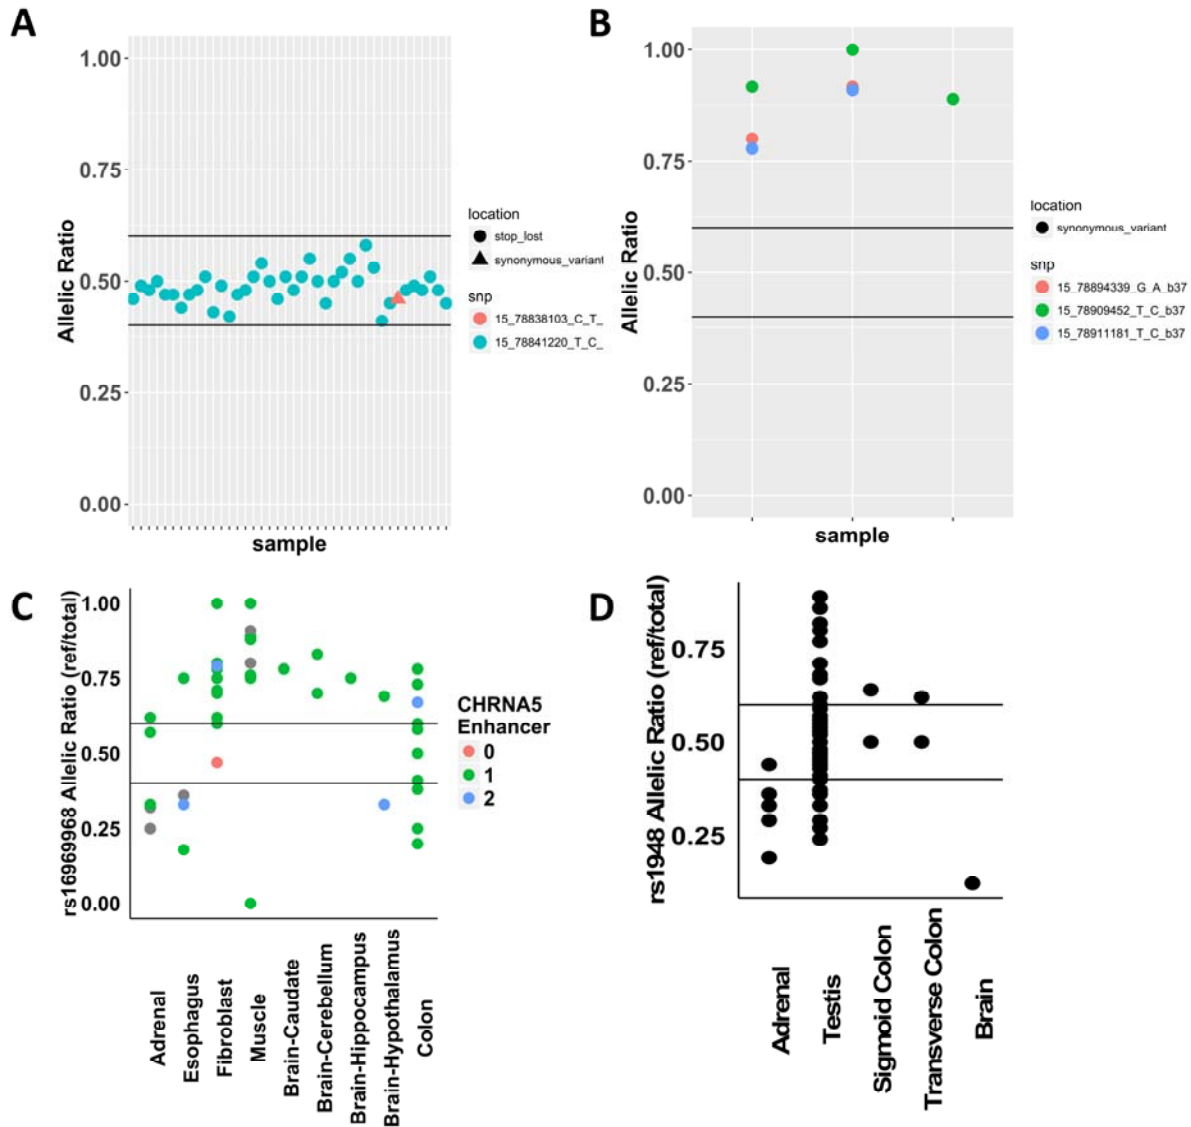 A
1.00
0.75
0.50
0.25
0.00
Allelic Ratio
sample
location
stop_lost
synonymous_variant
snp
15_78838103_C_T_
15_78841220_T_C_
B
1.00
0.75
0.50
0.25
0.00
Allelic Ratio
sample
location
synonymous_variant
snp
15_78894339_G_A_b37
15_78909452_T_C_b37
15_78911181_T_C_b37
C
rs16969968 Allelic Ratio (ref/total)
1.00
0.75
0.50
0.25
0.00
Adrenal
Esophagus
Fibroblast
Muscle
Brain-Caudate
Brain-Cerebellum
Brain-Hippocampus
Brain-Hypothalamus
Colon
CHRNA5
Enhancer
0
1
2
D
rs1948 Allelic Ratio (ref/total)
0.75
0.50
0.25
Adrenal
Testis
Sigmoid Colon
Transverse Colon
Brain